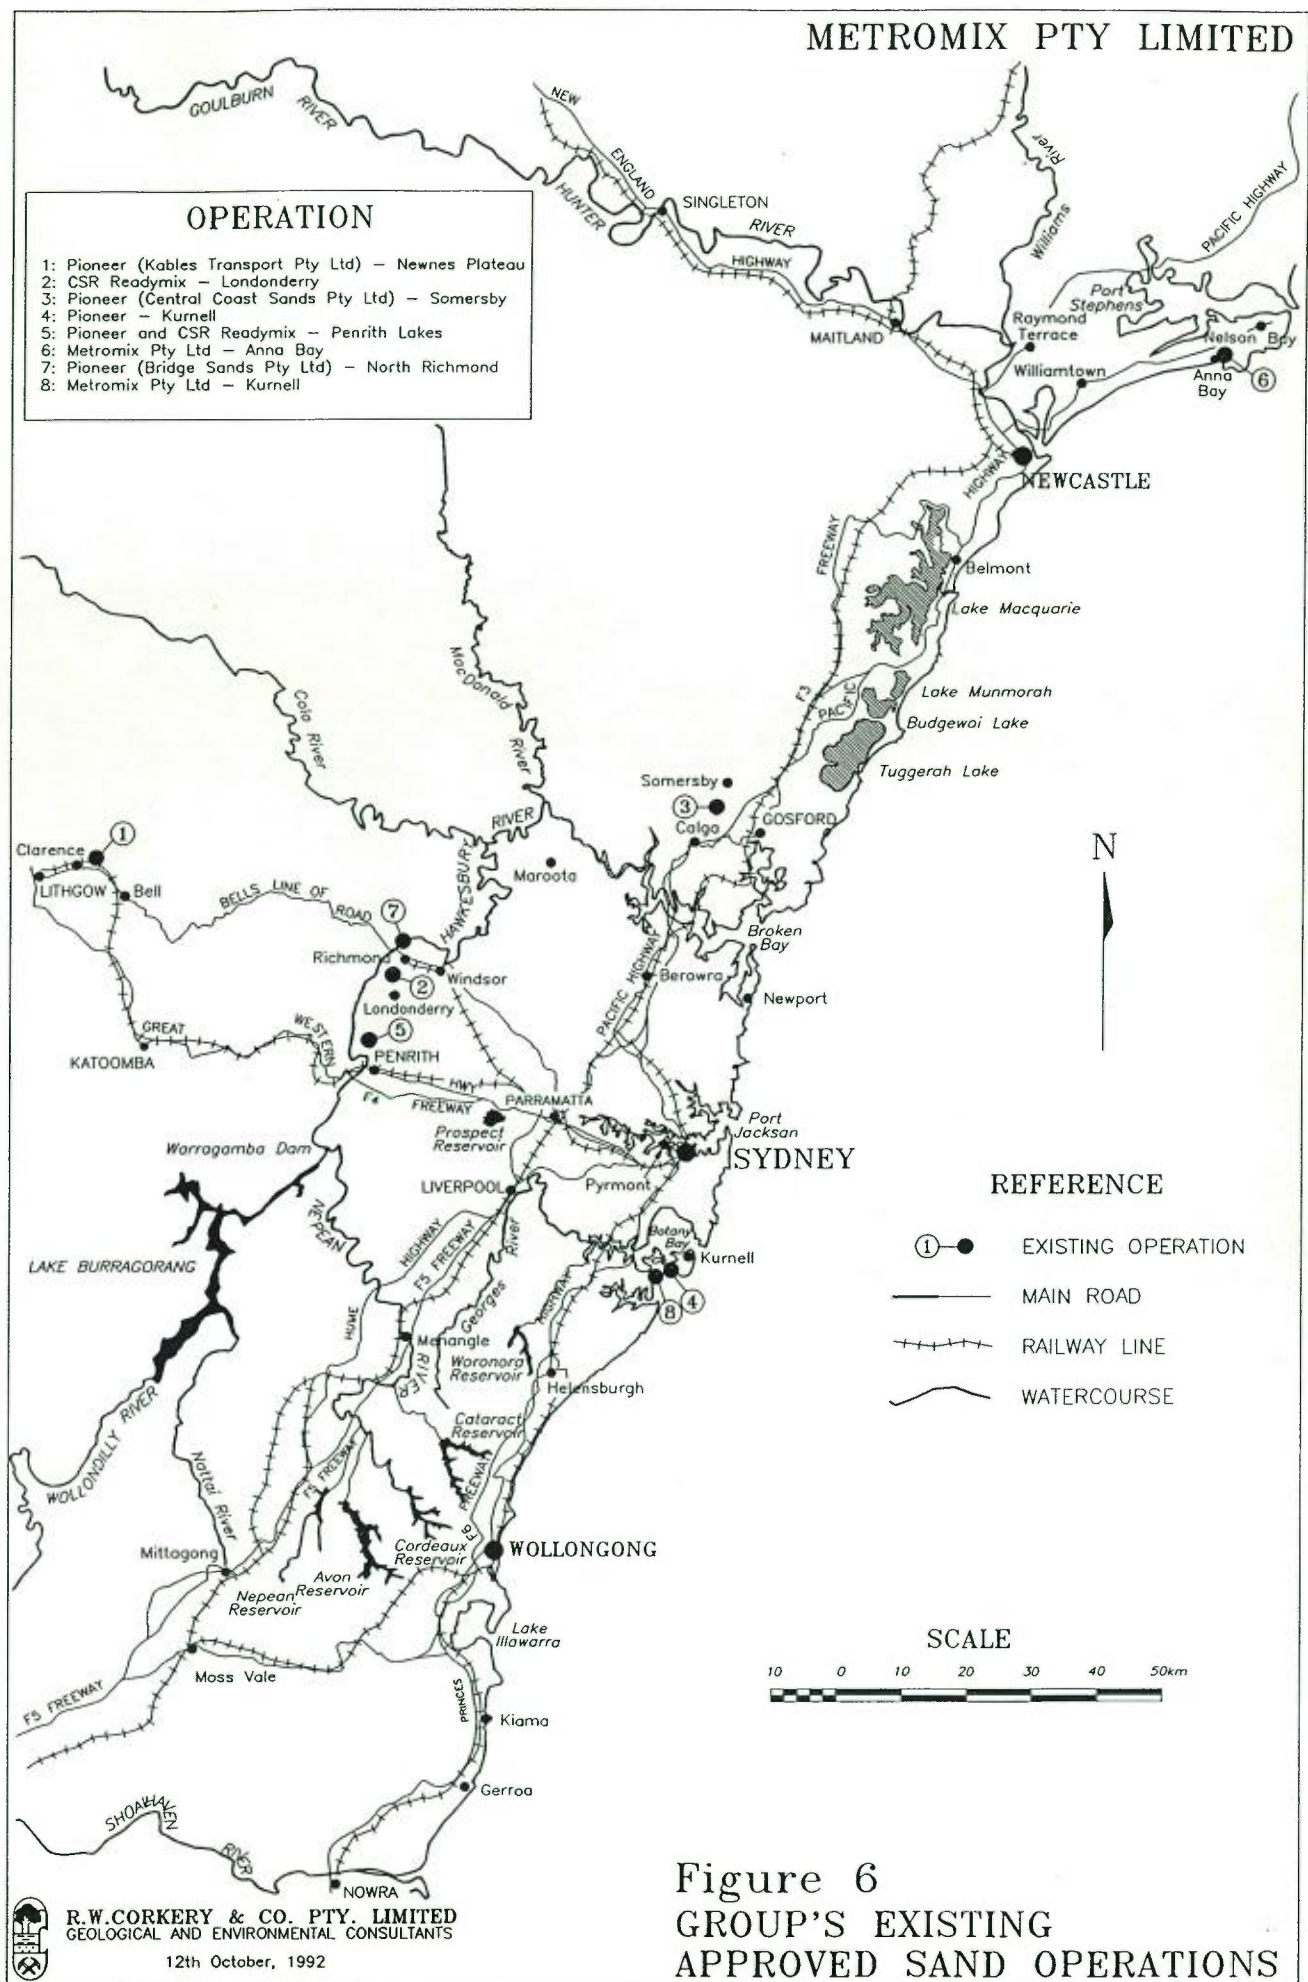 METROMIX PTY LIMITED
GOULBURN
RIVER
NEW
ENGLAND
HUNTER
SINGLETON
RIVER
HIGHWAY
MAITLAND
River
Williams
PACIFIC HIGHWAY
Port
Stephens
Raymond
Terrace
Nelson Bay
Williamtown
Anna
Bay
6
OPERATION
1: Pioneer (Kables Transport Pty Ltd) – Newnes Plateau
2: CSR Readymix – Londonderry
3: Pioneer (Central Coast Sands Pty Ltd) – Somersby
4: Pioneer – Kurnell
5: Pioneer and CSR Readymix – Penrith Lakes
6: Metromix Pty Ltd – Anna Bay
7: Pioneer (Bridge Sands Pty Ltd) – North Richmond
8: Metromix Pty Ltd – Kurnell
HIGHWAY
NEWCASTLE
FREEWAY
Belmont
Lake Macquarie
F3
PACIFIC
Lake Munmorah
Budgewoi Lake
Tuggerah Lake
MacDonald
River
Colo River
Somersby
3
Calga
GOSFORD
RIVER
HAWKESBURY
Maroota
1
Clarence
LITHGOW
Bell
BELLS LINE OF
ROAD
7
Richmond
Windsor
2
Londonderry
5
PENRITH
Broken
Bay
PACIFIC HIGHWAY
Berowra
Newport
N
GREAT
WESTERN
KATOOMBA
HWY
F4
FREEWAY
PARRAMATTA
Prospect
Reservoir
Port
Jackson
SYDNEY
Warragamba Dam
LIVERPOOL
Pyrmont
NEPEAN
HIGHWAY
F5 FREEWAY
River
Georges
Botany
Bay
Kurnell
8
4
LAKE BURRAGORANG
HUME
Menangle
RIVER
HIGHWAY
Woronora
Reservoir
Helensburgh
Cataract
Reservoir
WOLLONDILLY RIVER
Nattai River
F5 FREEWAY
FREEWAY
F6
REFERENCE
1 EXISTING OPERATION
MAIN ROAD
RAILWAY LINE
WATERCOURSE
Mittagong
Cordeaux
Reservoir
WOLLONGONG
Avon
Reservoir
Nepean
Reservoir
Lake
Illawarra
Moss Vale
F5 FREEWAY
PRINCES
Kiama
Gerroa
SHOALHAVEN
RIVER
NOWRA
SCALE
10 0 10 20 30 40 50km
R.W.CORKERY & CO. PTY. LIMITED
GEOLOGICAL AND ENVIRONMENTAL CONSULTANTS
12th October, 1992
Figure 6
GROUP'S EXISTING
APPROVED SAND OPERATIONS